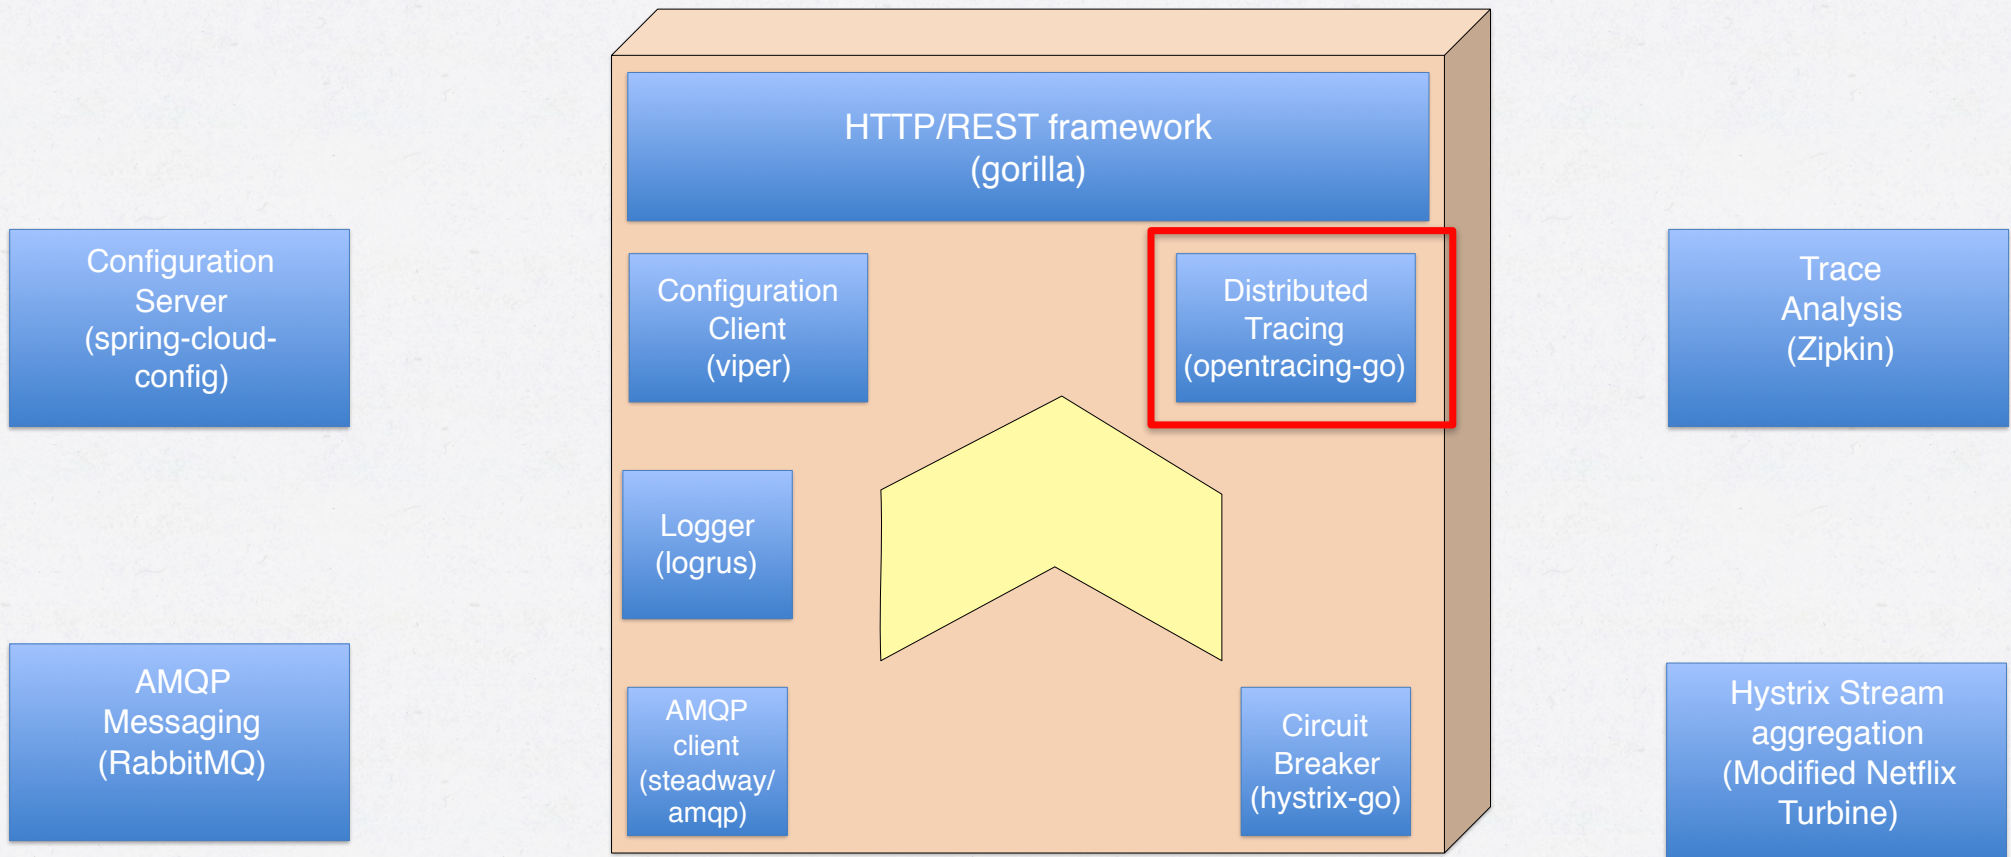 HTTP/REST framework
(gorilla)
Configuration
Server
(spring-cloud-
config)
Configuration
Client
(viper)
Distributed
Tracing
(opentracing-go)
Trace
Analysis
(Zipkin)
Logger
(logrus)
AMQP
Messaging
(RabbitMQ)
AMQP
client
(steadway/
amqp)
Circuit
Breaker
(hystrix-go)
Hystrix Stream
aggregation
(Modified Netflix
Turbine)